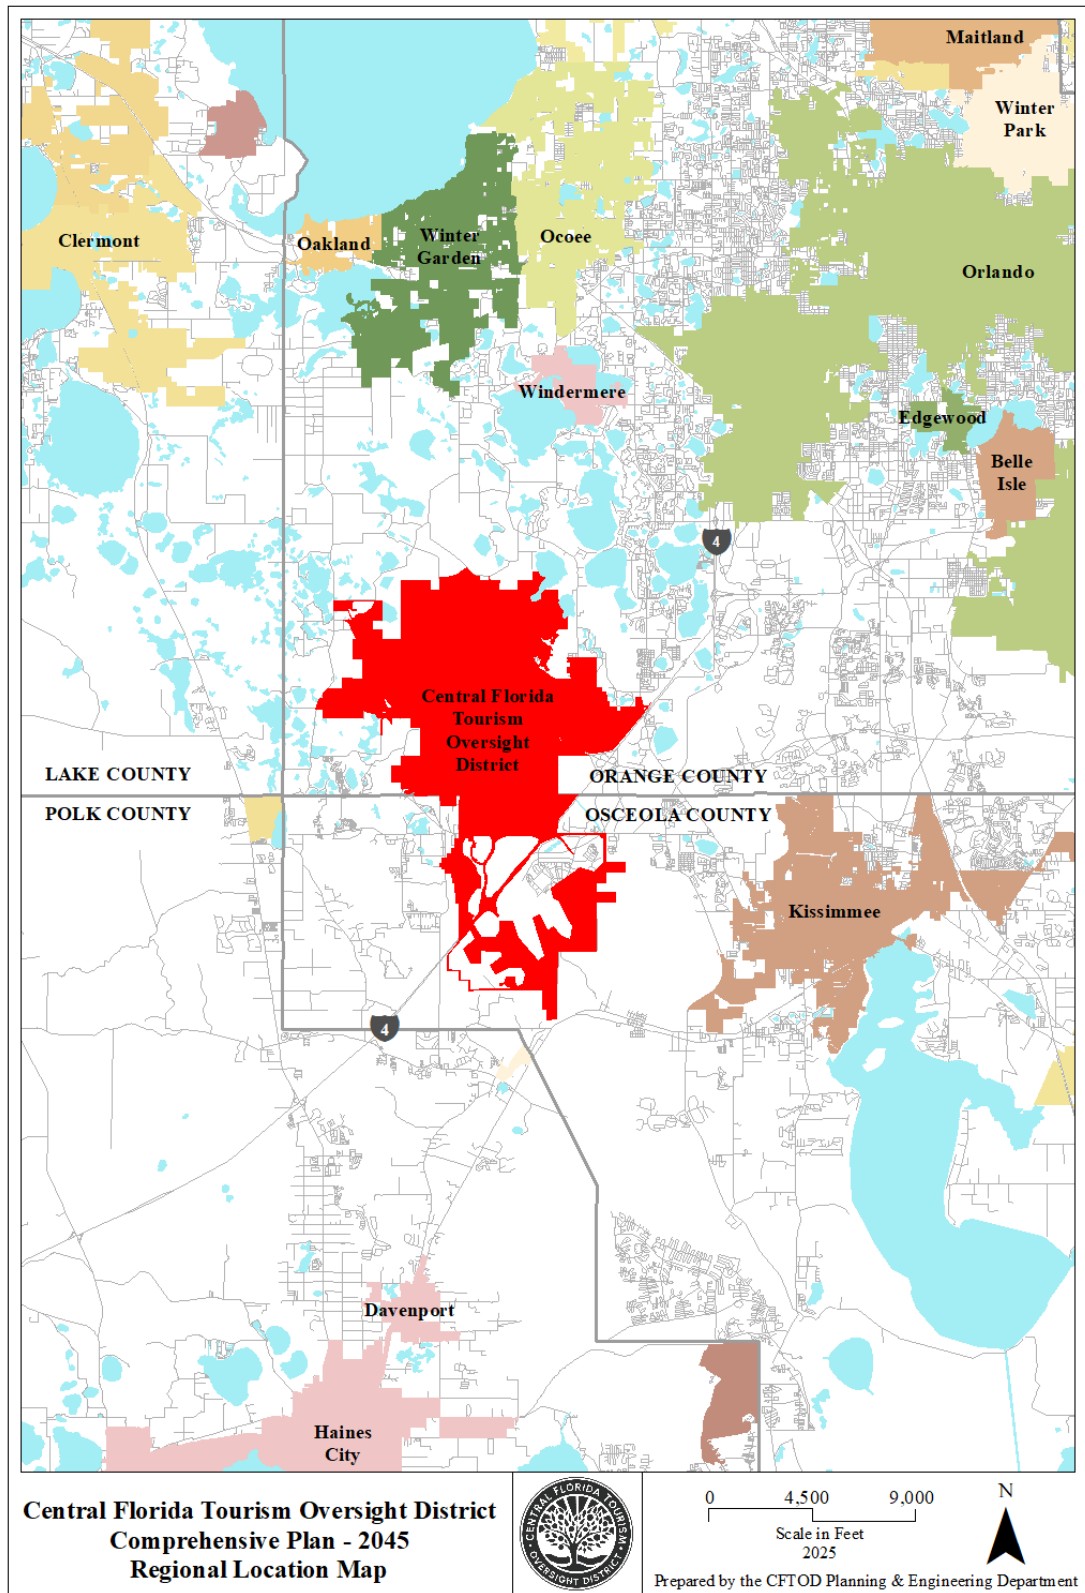 Maitland
Winter
Park
Clermont
Oakland
Winter
Garden
Ocoee
Orlando
Windermere
Edgewood
Belle
Isle
4
Central Florida
Tourism
Oversight
District
LAKE COUNTY
ORANGE COUNTY
POLK COUNTY
OSCEOLA COUNTY
Kissimmee
4
Davenport
Haines
City
Central Florida Tourism Oversight District
Comprehensive Plan - 2045
Regional Location Map
CENTRAL FLORIDA TOURISM
OVERSIGHT DISTRICT
0 4,500 9,000
Scale in Feet
2025
N
Prepared by the CFTOD Planning & Engineering Department